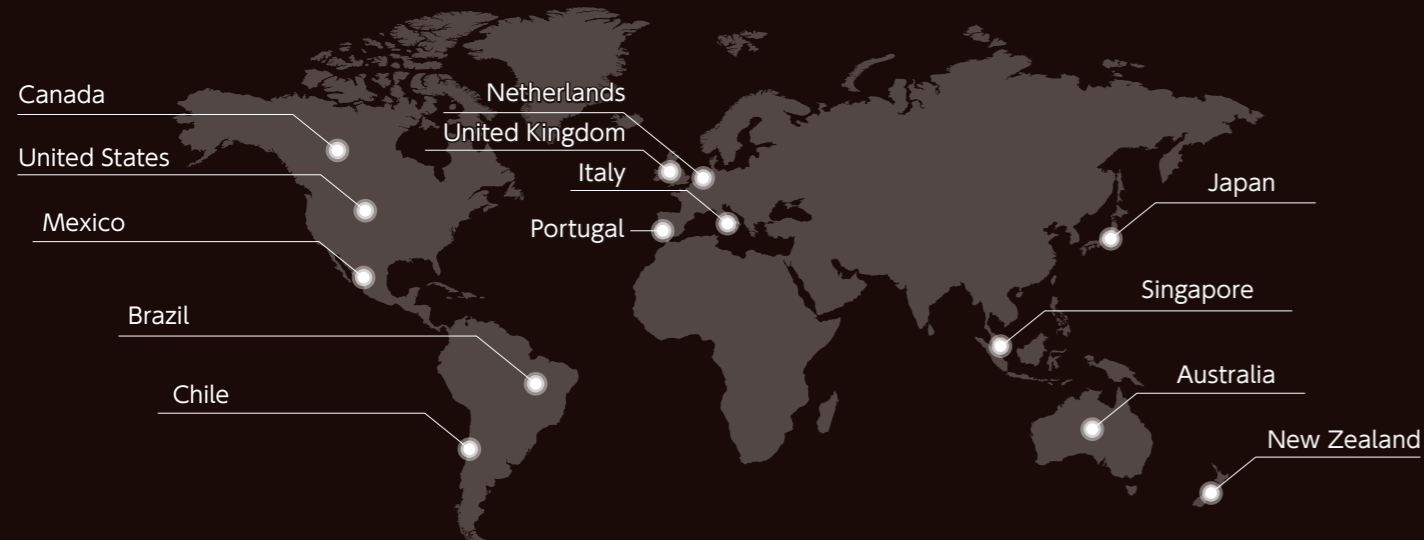 Canada
United States
Mexico
Brazil
Chile
Netherlands
United Kingdom
Italy
Portugal
Japan
Singapore
Australia
New Zealand